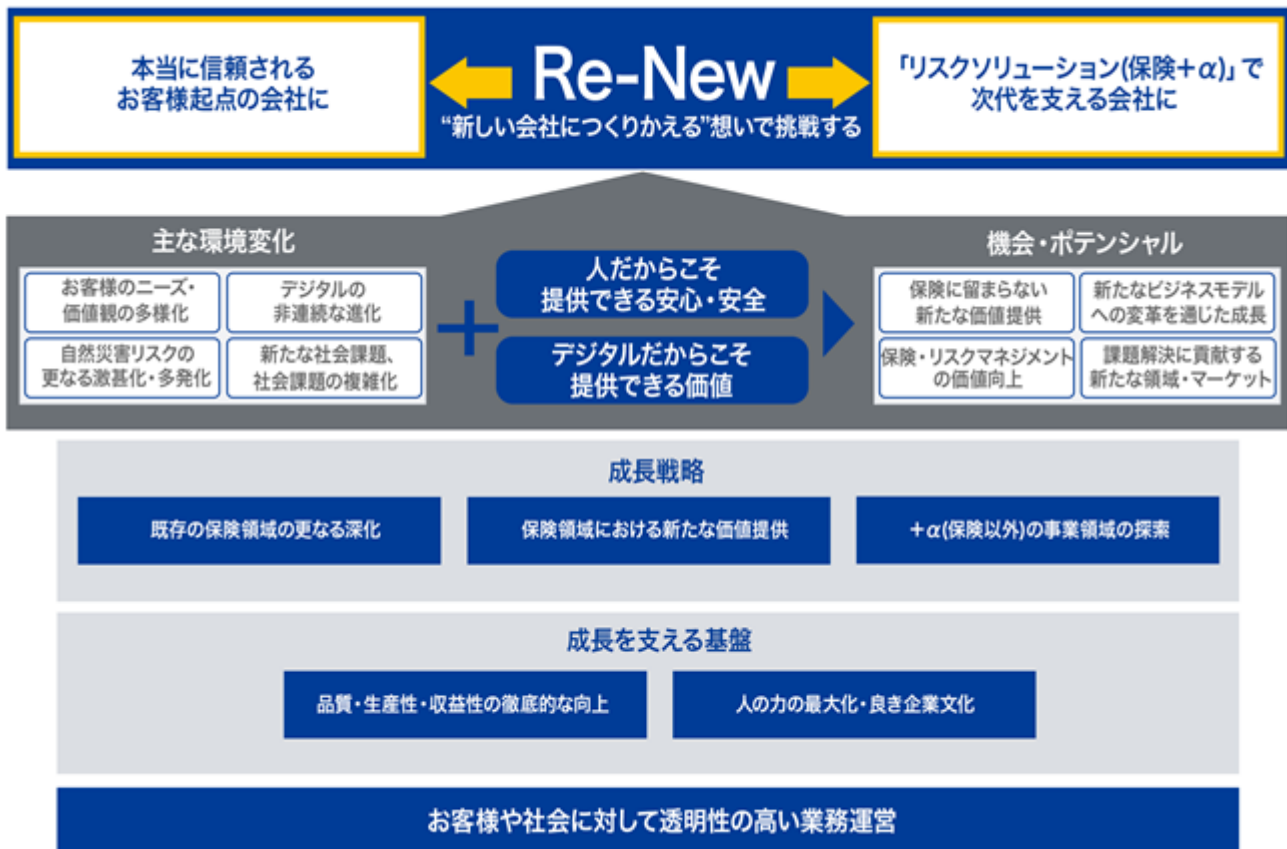 本当に信頼される
お客様起点の会社に
Re-New
“新しい会社につくりかえる”想いで挑戦する
「リスクソリューション(保険+α)」で
次代を支える会社に
主な環境変化
お客様のニーズ・
価値観の多様化
デジタルの
非連続な進化
自然災害リスクの
更なる激甚化・多発化
新たな社会課題、
社会課題の複雑化
+
人だからこそ
提供できる安心・安全
デジタルだからこそ
提供できる価値
機会・ポテンシャル
保険に留まらない
新たな価値提供
新たなビジネスモデル
への変革を通じた成長
保険・リスクマネジメント
の価値向上
課題解決に貢献する
新たな領域・マーケット
成長戦略
既存の保険領域の更なる深化
保険領域における新たな価値提供
+α(保険以外)の事業領域の探索
成長を支える基盤
品質・生産性・収益性の徹底的な向上
人の力の最大化・良き企業文化
お客様や社会に対して透明性の高い業務運営